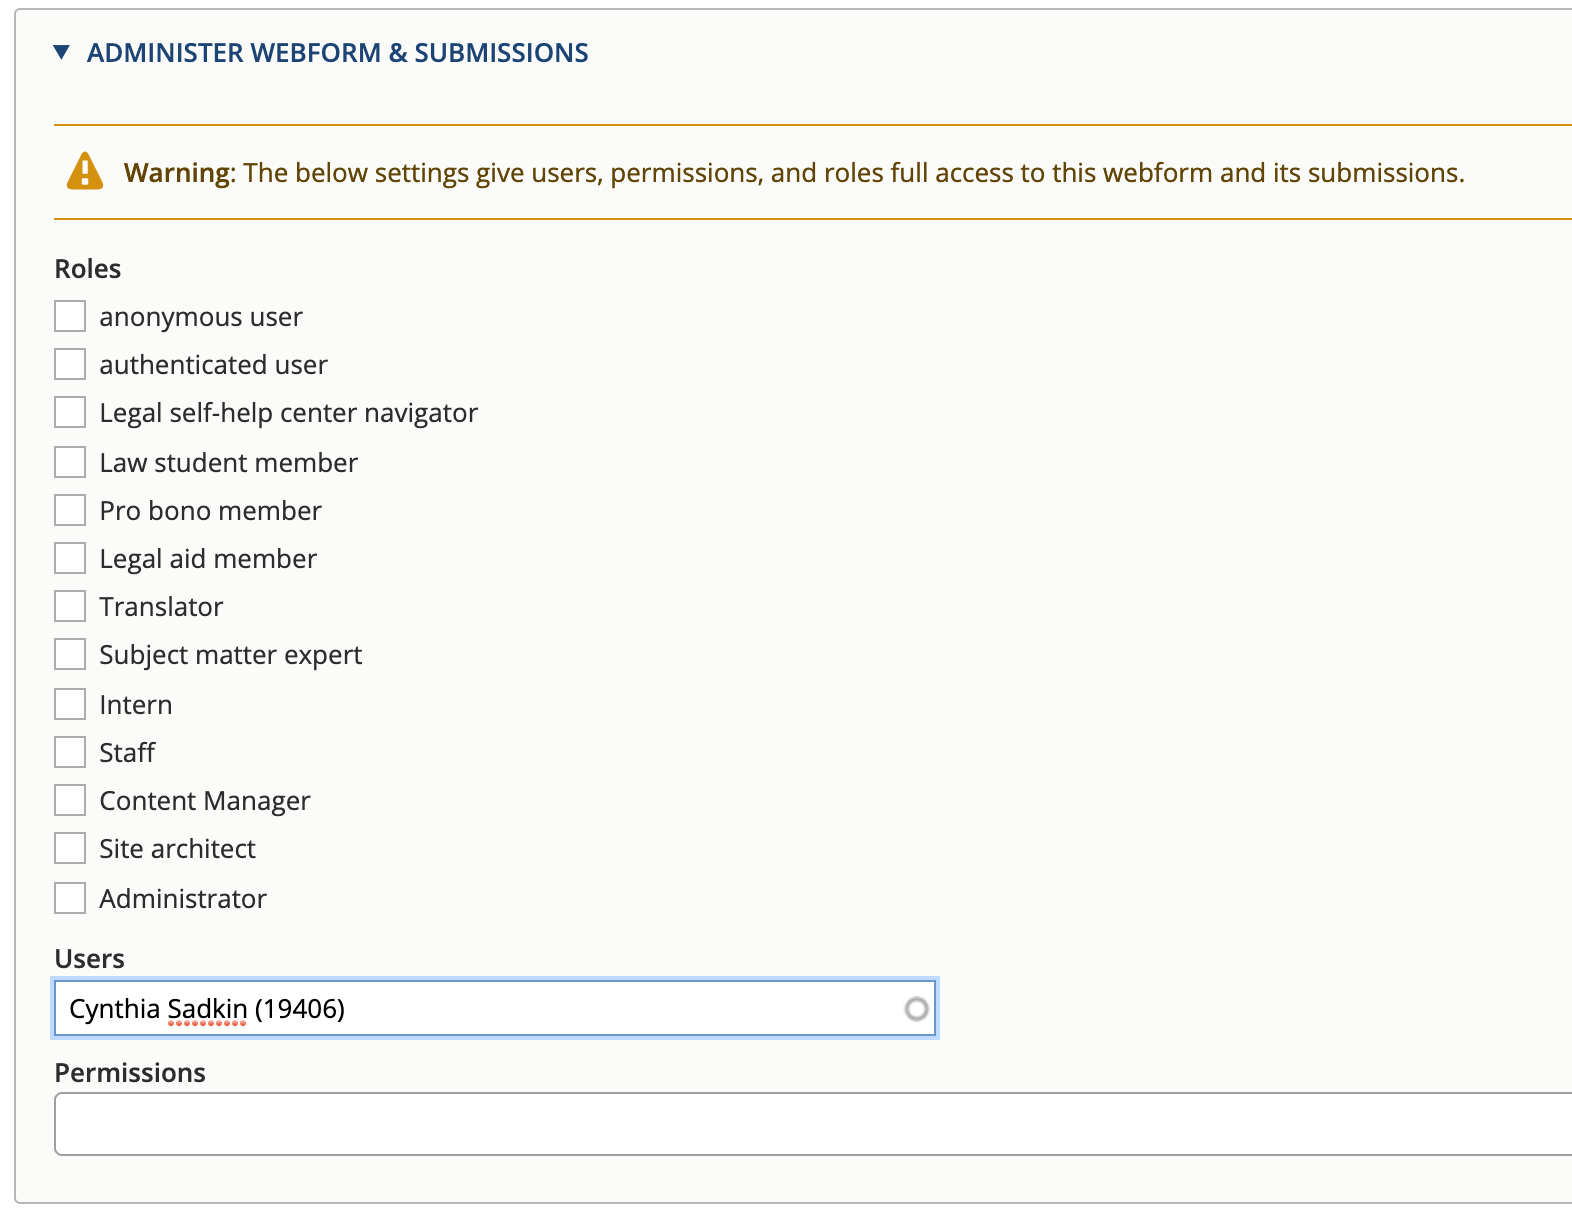 ADMINISTER WEBFORM & SUBMISSIONS
Warning: The below settings give users, permissions, and roles full access to this webform and its submissions.
Roles
anonymous user
authenticated user
Legal self-help center navigator
Law student member
Pro bono member
Legal aid member
Translator
Subject matter expert
Intern
Staff
Content Manager
Site architect
Administrator
Users
Cynthia Sadkin (19406)
Permissions